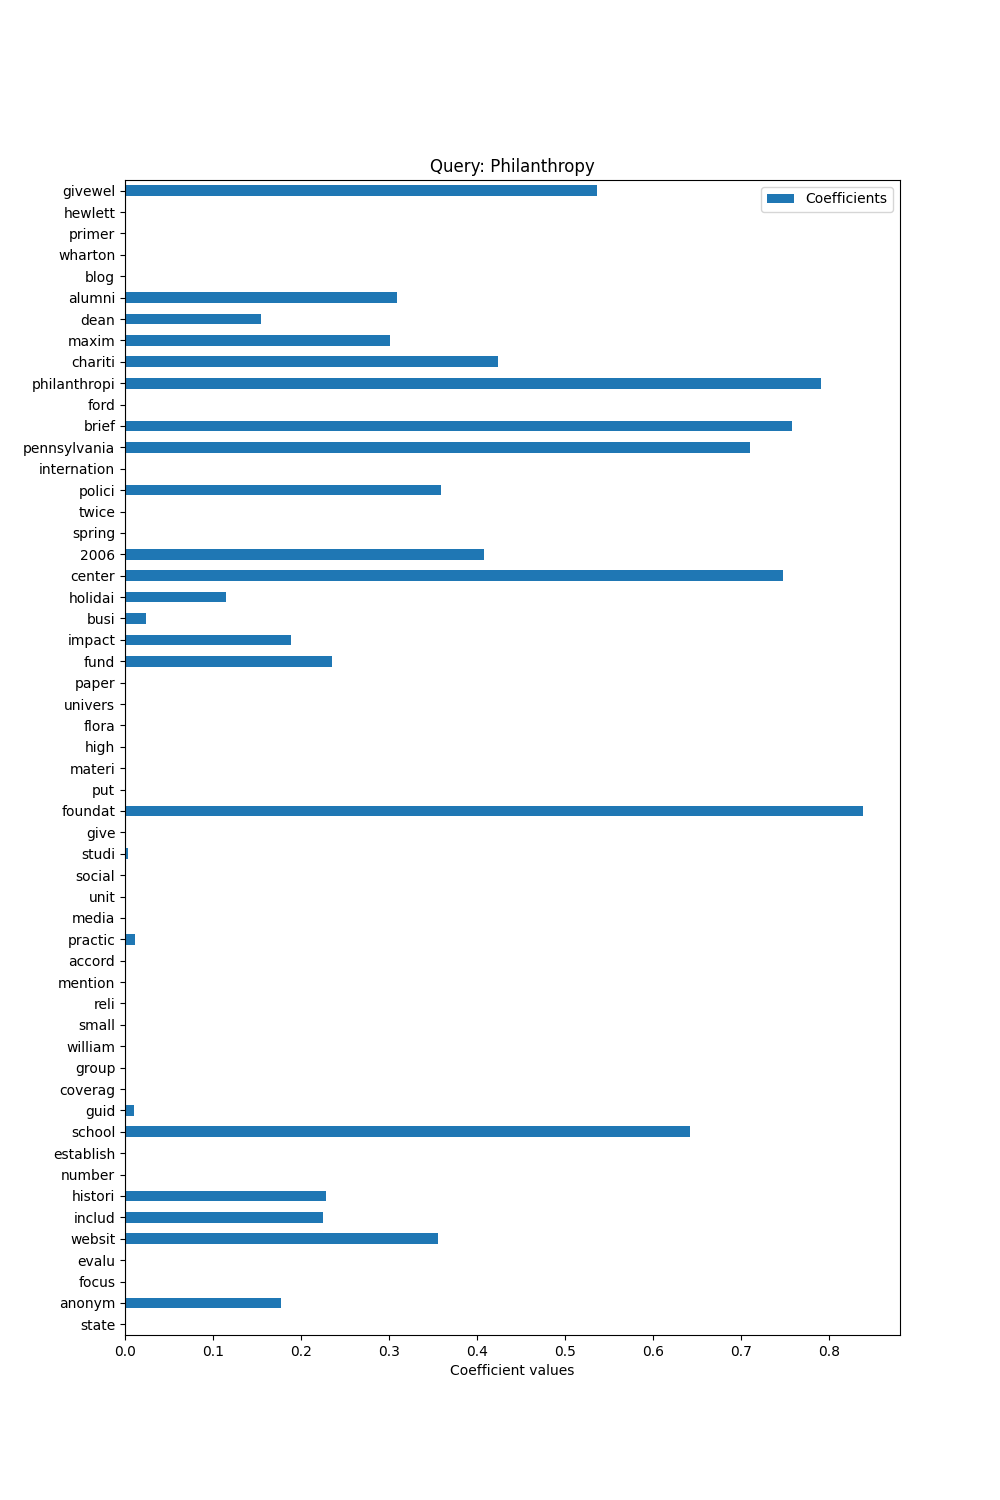 Query: Philanthropy
Coefficients
givewel
hewlett
primer
wharton
blog
alumni
dean
maxim
chariti
philanthropi
ford
brief
pennsylvania
internation
polici
twice
spring
2006
center
holidai
busi
impact
fund
paper
univers
flora
high
materi
put
foundat
give
studi
social
unit
media
practic
accord
mention
reli
small
william
group
coverag
guid
school
establish
number
histori
includ
websit
evalu
focus
anonym
state
0.0 0.1 0.2 0.3 0.4 0.5 0.6 0.7 0.8
Coefficient values